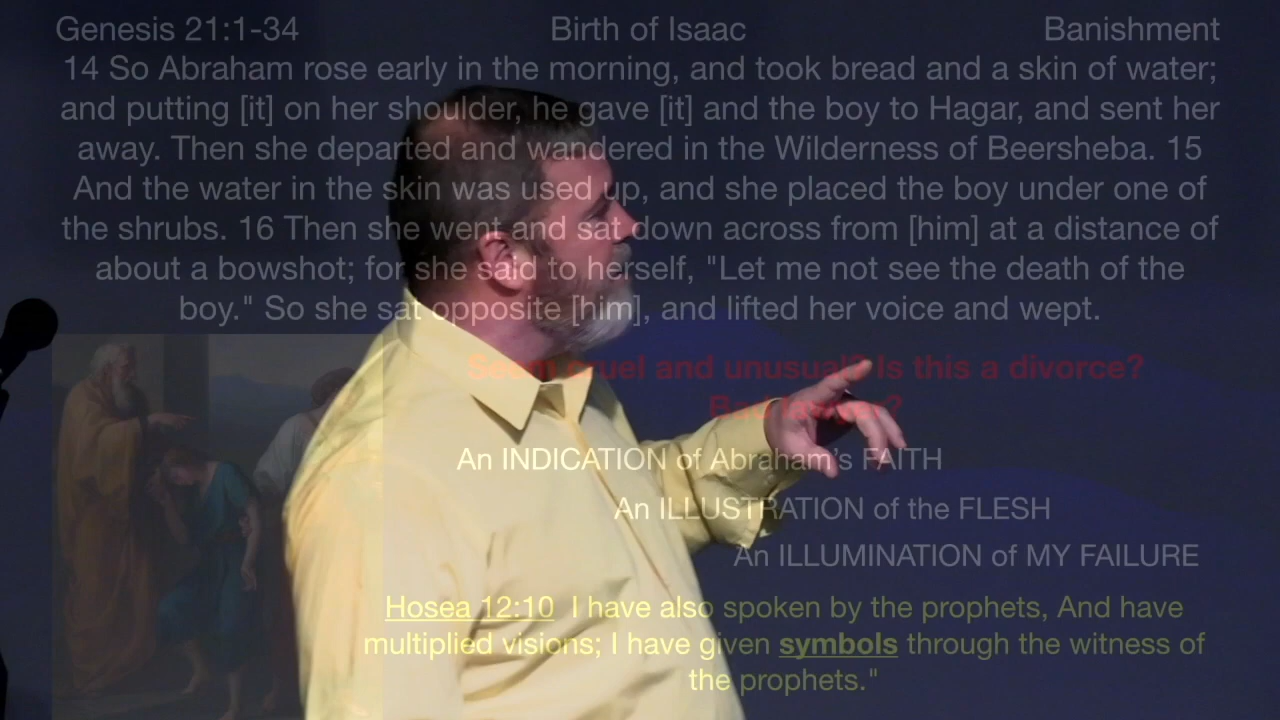 Genesis 21:1-34 Birth of Isaac Banishment
14 So Abraham rose early in the morning, and took bread and a skin of water;
and putting [it] on her shoulder, he gave [it] and the boy to Hagar, and sent her
away. Then she departed and wandered in the Wilderness of Beersheba. 15
And the water in the skin was used up, and she placed the boy under one of
the shrubs. 16 Then she went and sat down across from [him] at a distance of
about a bowshot; for she said to herself, "Let me not see the death of the
boy." So she sat opposite [him], and lifted her voice and wept.
Seem cruel and unusual? Is this a divorce?
Bad
An INDICATION of Abraham's FAITH
An ILLUSTRATION of the FLESH
An ILLUMINATION of MY FAILURE
Hosea 12:10 I have also spoken by the prophets, And have
multiplied visions; I have given symbols through the witness of
the prophets."